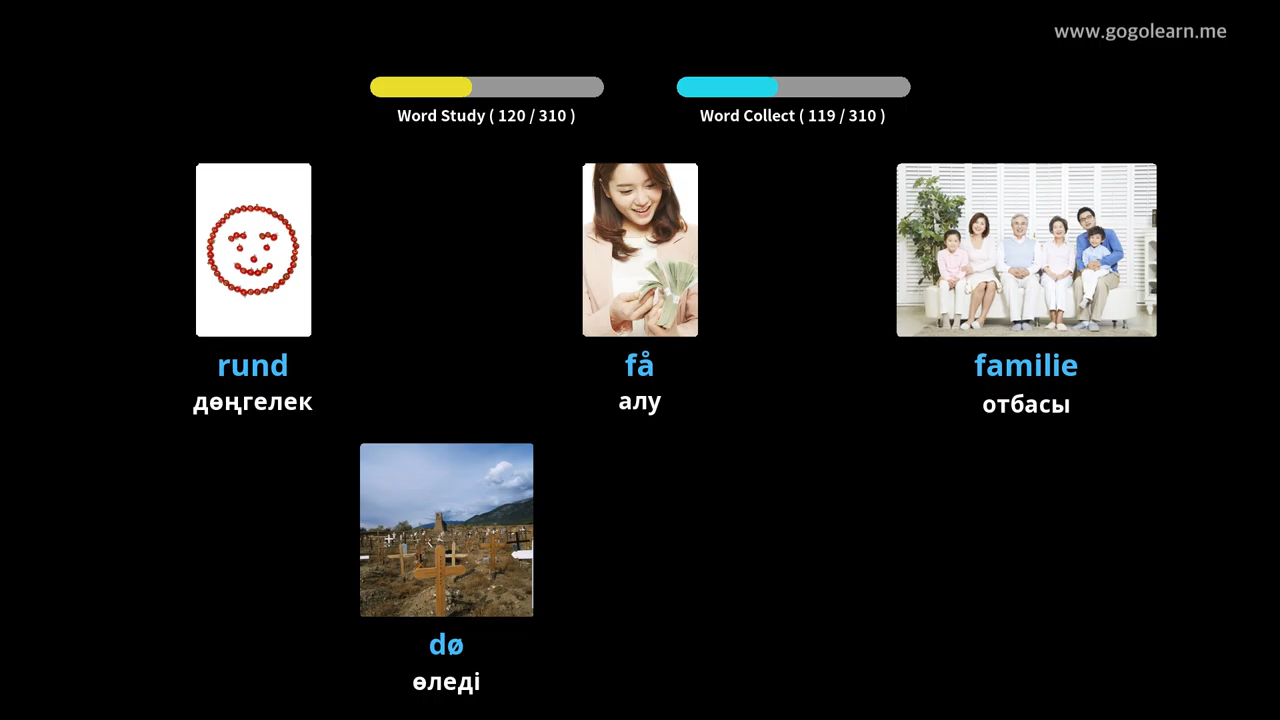 www.gogolearn.me
Word Study ( 120 / 310 )
Word Collect ( 119 / 310 )
rund
дөңгелек
få
алу
familie
отбасы
dø
өледі